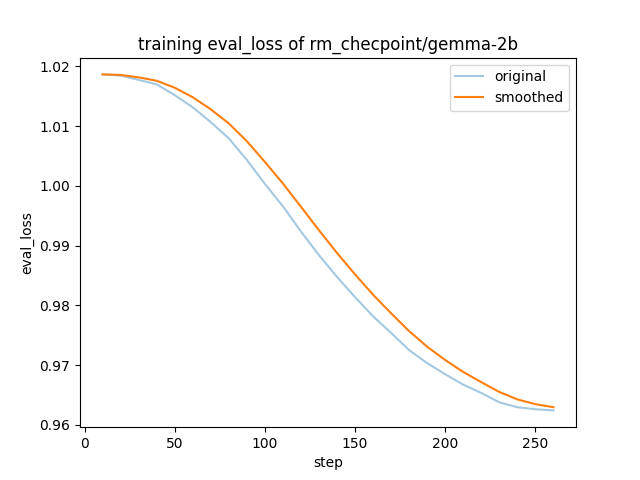 training eval_loss of rm_checpoint/gemma-2b
original
smoothed
1.02
1.01
1.00
0.99
0.98
0.97
0.96
eval_loss
0 50 100 150 200 250
step